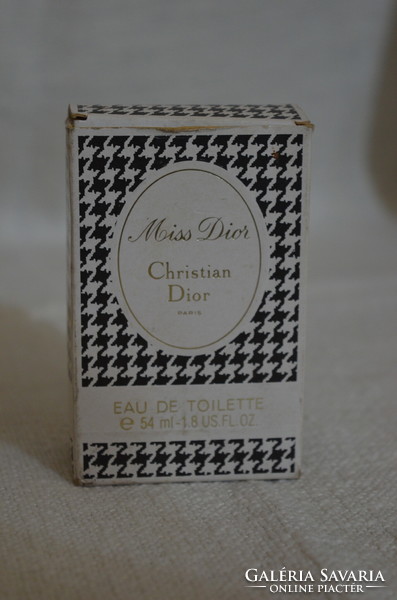 Miss Dior
Christian
Dior
PARIS
EAU DE TOILETTE
℮ 54 ml-1.8 US.FL.OZ.
GALÉRIA SAVARIA
ONLINE PIACTÉR